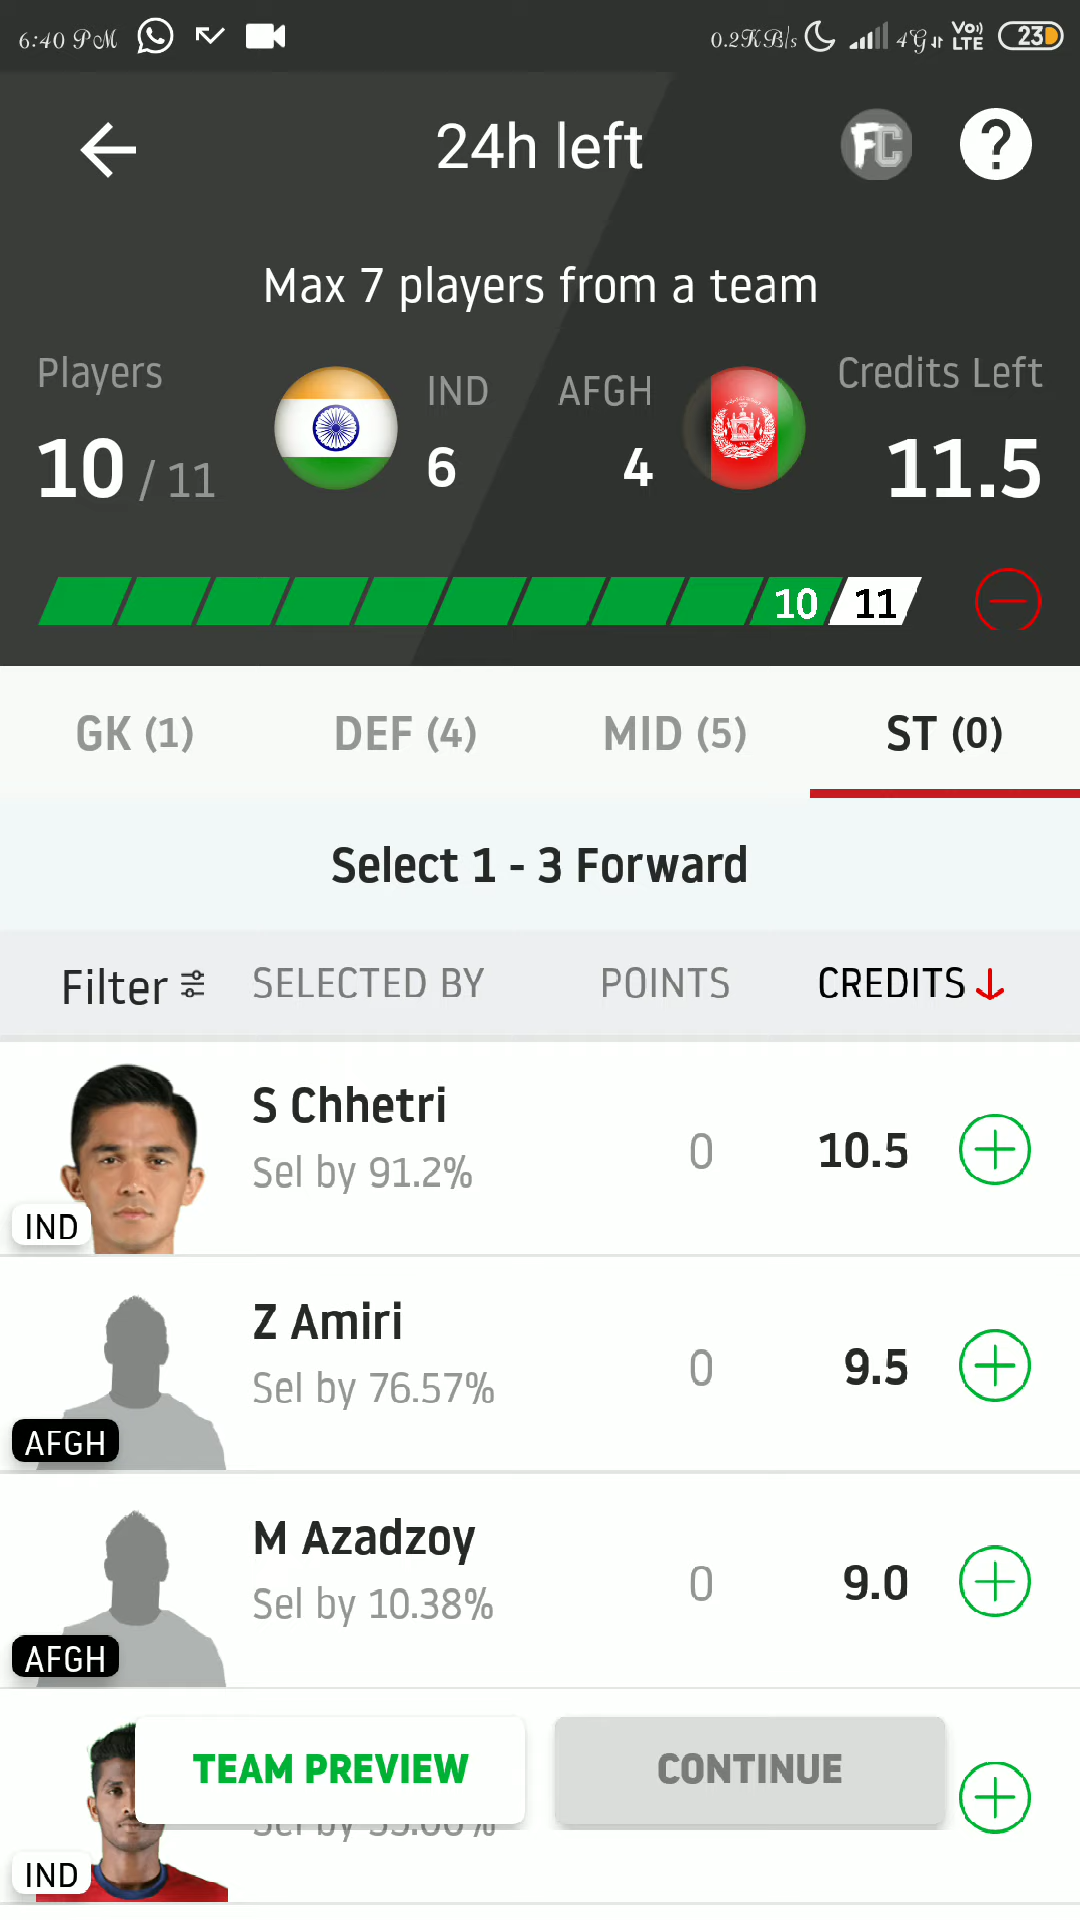 6:40 PM 0.2KB/s 4G Vo)) LTE 23
24h left FC ?
Max 7 players from a team
Players IND AFGH Credits Left
10 / 11 6 4 11.5
10 11
GK (1) DEF (4) MID (5) ST (0)
Select 1 - 3 Forward
Filter SELECTED BY POINTS CREDITS
S Chhetri
Sel by 91.2% 0 10.5
IND
Z Amiri
Sel by 76.57% 0 9.5
AFGH
M Azadzoy
Sel by 10.38% 0 9.0
AFGH
TEAM PREVIEW CONTINUE
Sel by
IND